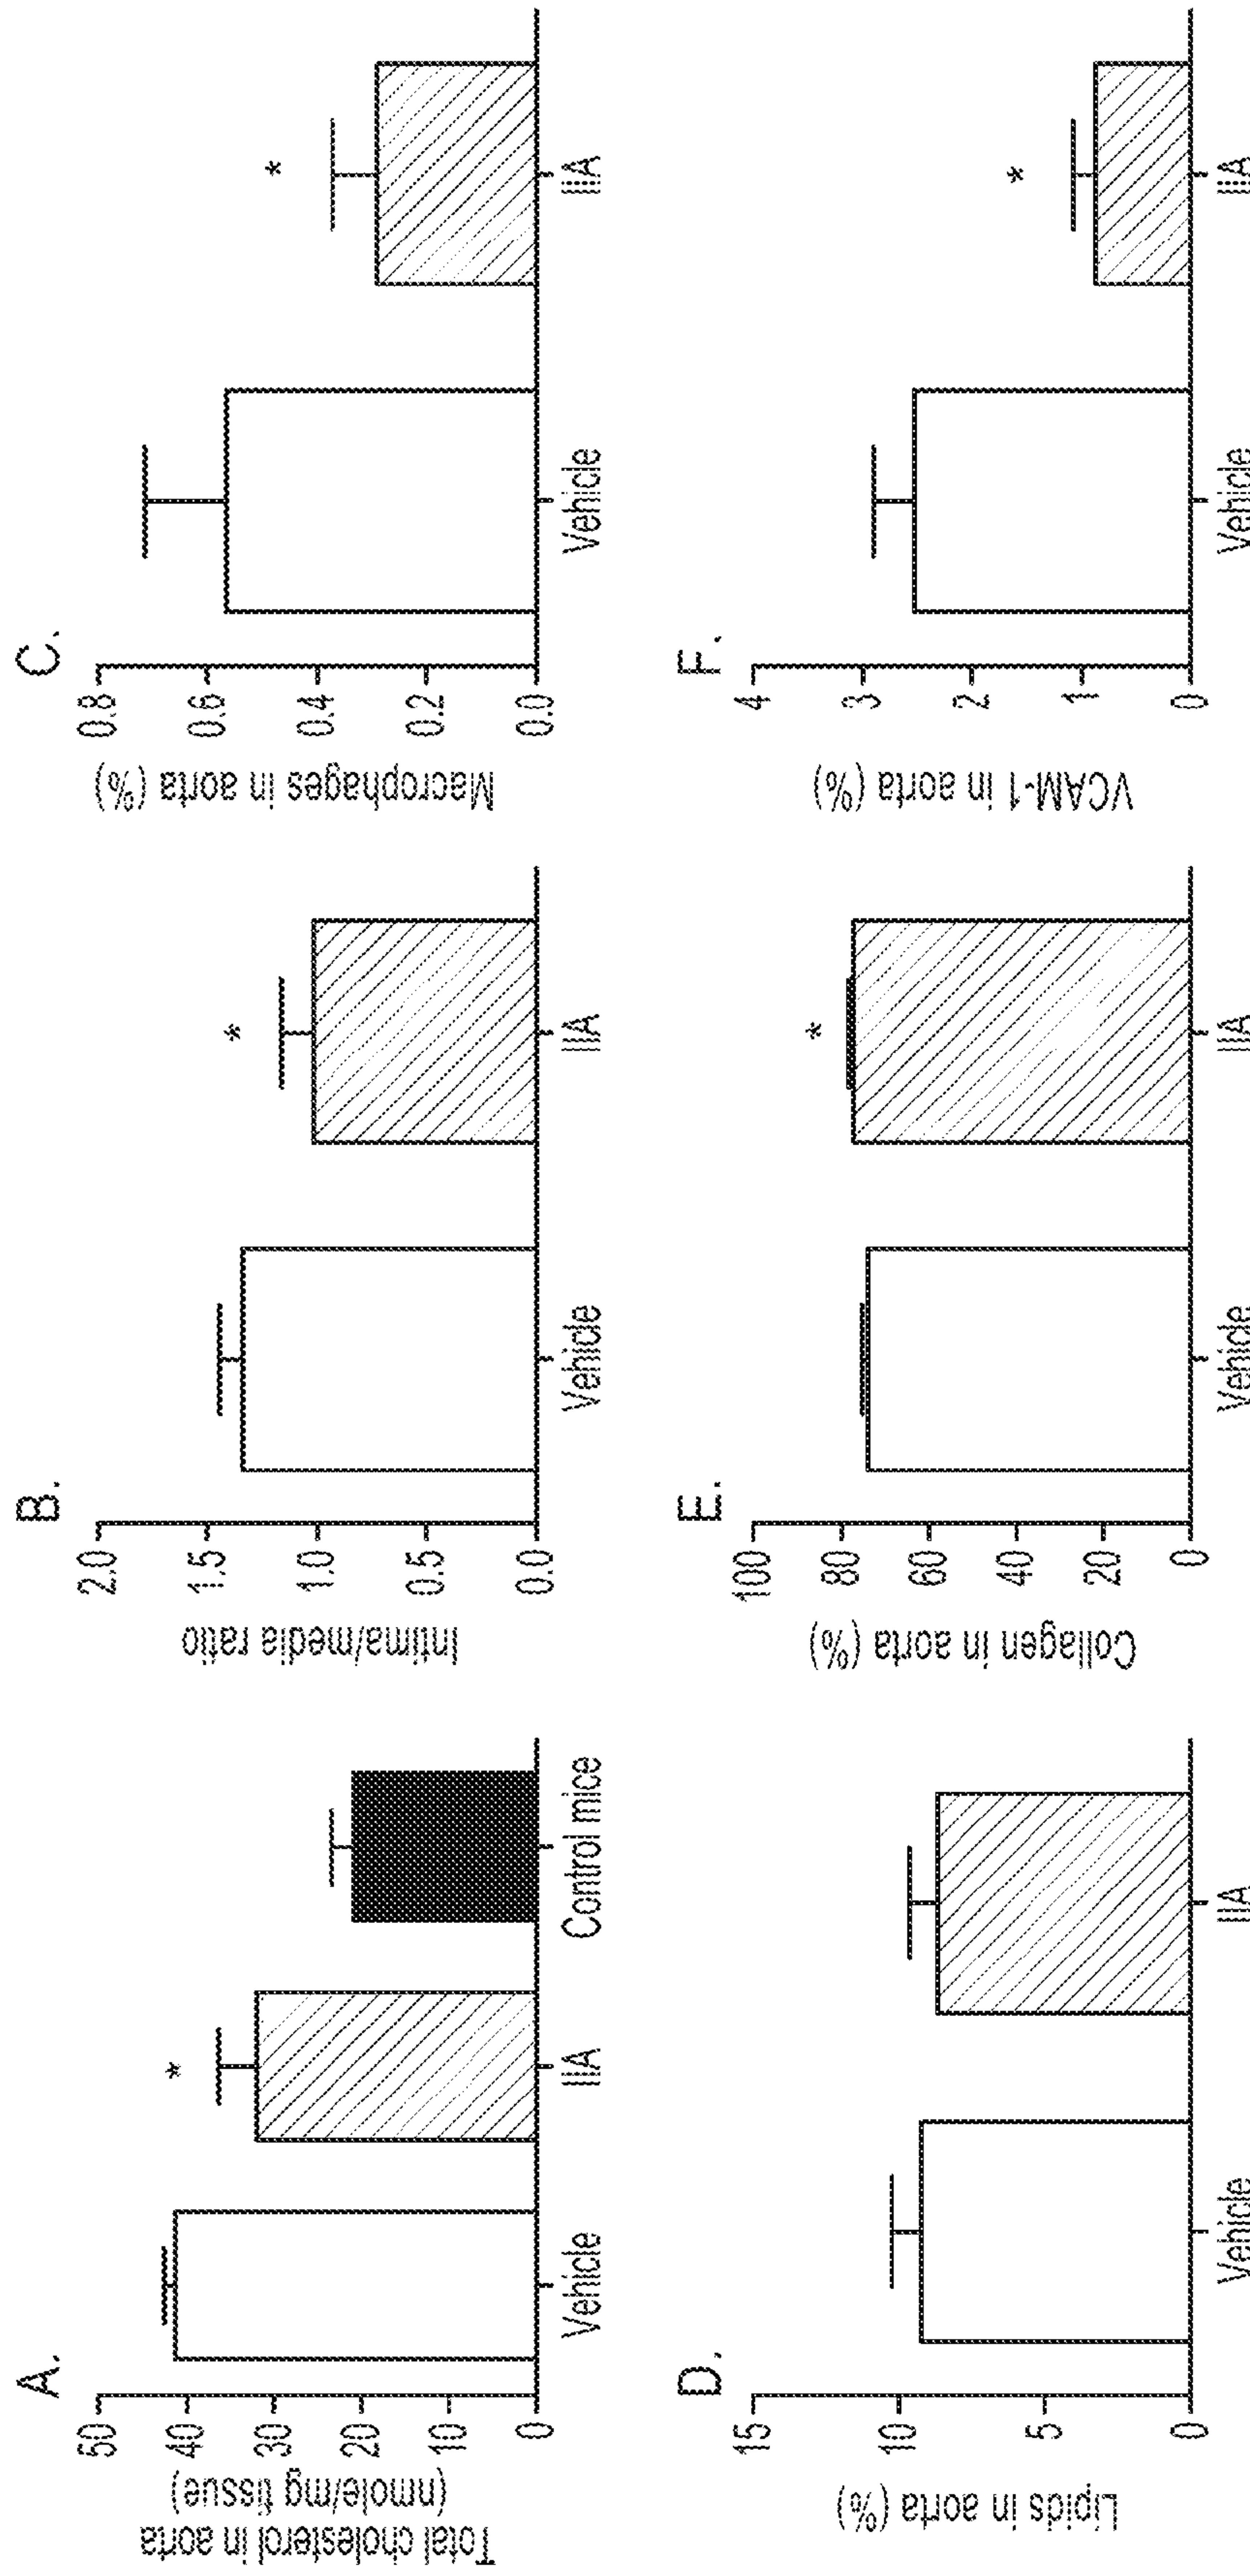 A.
Total cholesterol in aorta
(nmole/mg tissue)
50
40
30
20
10
0
*
Vehicle
IIA
Control mice
B.
Intima/media ratio
2.0
1.5
1.0
0.5
0.0
*
Vehicle
IIA
C.
Macrophages in aorta (%)
0.8
0.6
0.4
0.2
0.0
*
Vehicle
IIA
D.
Lipids in aorta (%)
15
10
5
0
Vehicle
IIA
E.
Collagen in aorta (%)
100
80
60
40
20
0
*
Vehicle
IIA
F.
VCAM-1 in aorta (%)
4
3
2
1
0
*
Vehicle
IIA